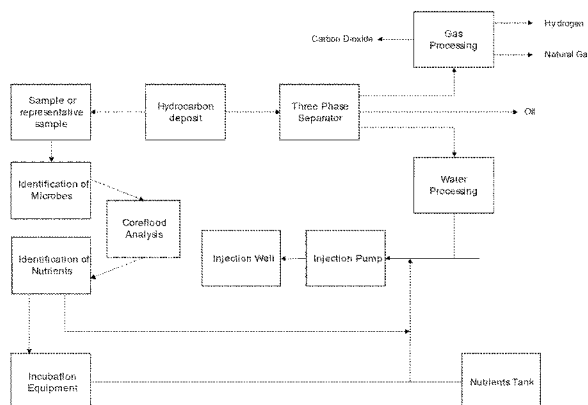 Hydrogen
Gas
Processing
Carbon Dioxide
Natural Ga
Sample or
representative
sample
Hydrocarbon
deposit
Three Phase
Separator
Oil
Identification of
Microbes
Water
Processing
Coreflood
Analysis
Identification of
Nutrients
Injection Well
Injection Pump
Incubation
Equipment
Nutrients Tank